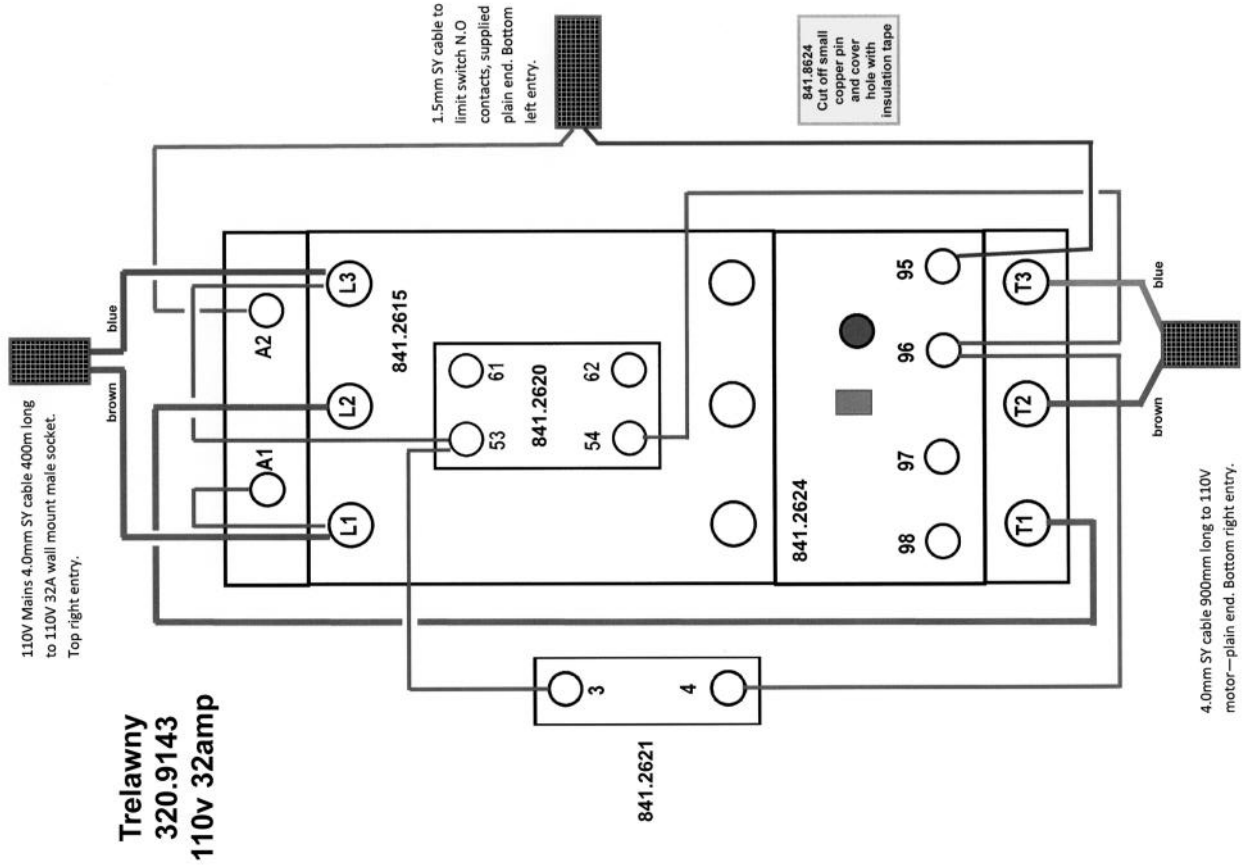 Trelawny
320.9143
110v 32amp
110V Mains 4.0mm SY cable 400m long
to 110V 32A wall mount male socket.
Top right entry.
brown
blue
1.5mm SY cable to
limit switch N.O
contacts, supplied
plain end. Bottom
left entry.
841.8624
Cut off small
copper pin
and cover
hole with
insulation tape
A1
A2
L1
L2
L3
841.2615
53
61
841.2620
54
62
841.2621
3
4
841.2624
98
97
96
95
T1
T2
T3
brown
blue
4.0mm SY cable 900mm long to 110V
motor—plain end. Bottom right entry.